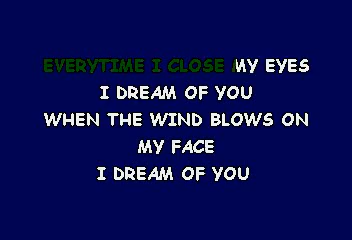 EVERYTIME I CLOSE MY EYES
I DREAM OF YOU
WHEN THE WIND BLOWS ON
MY FACE
I DREAM OF YOU